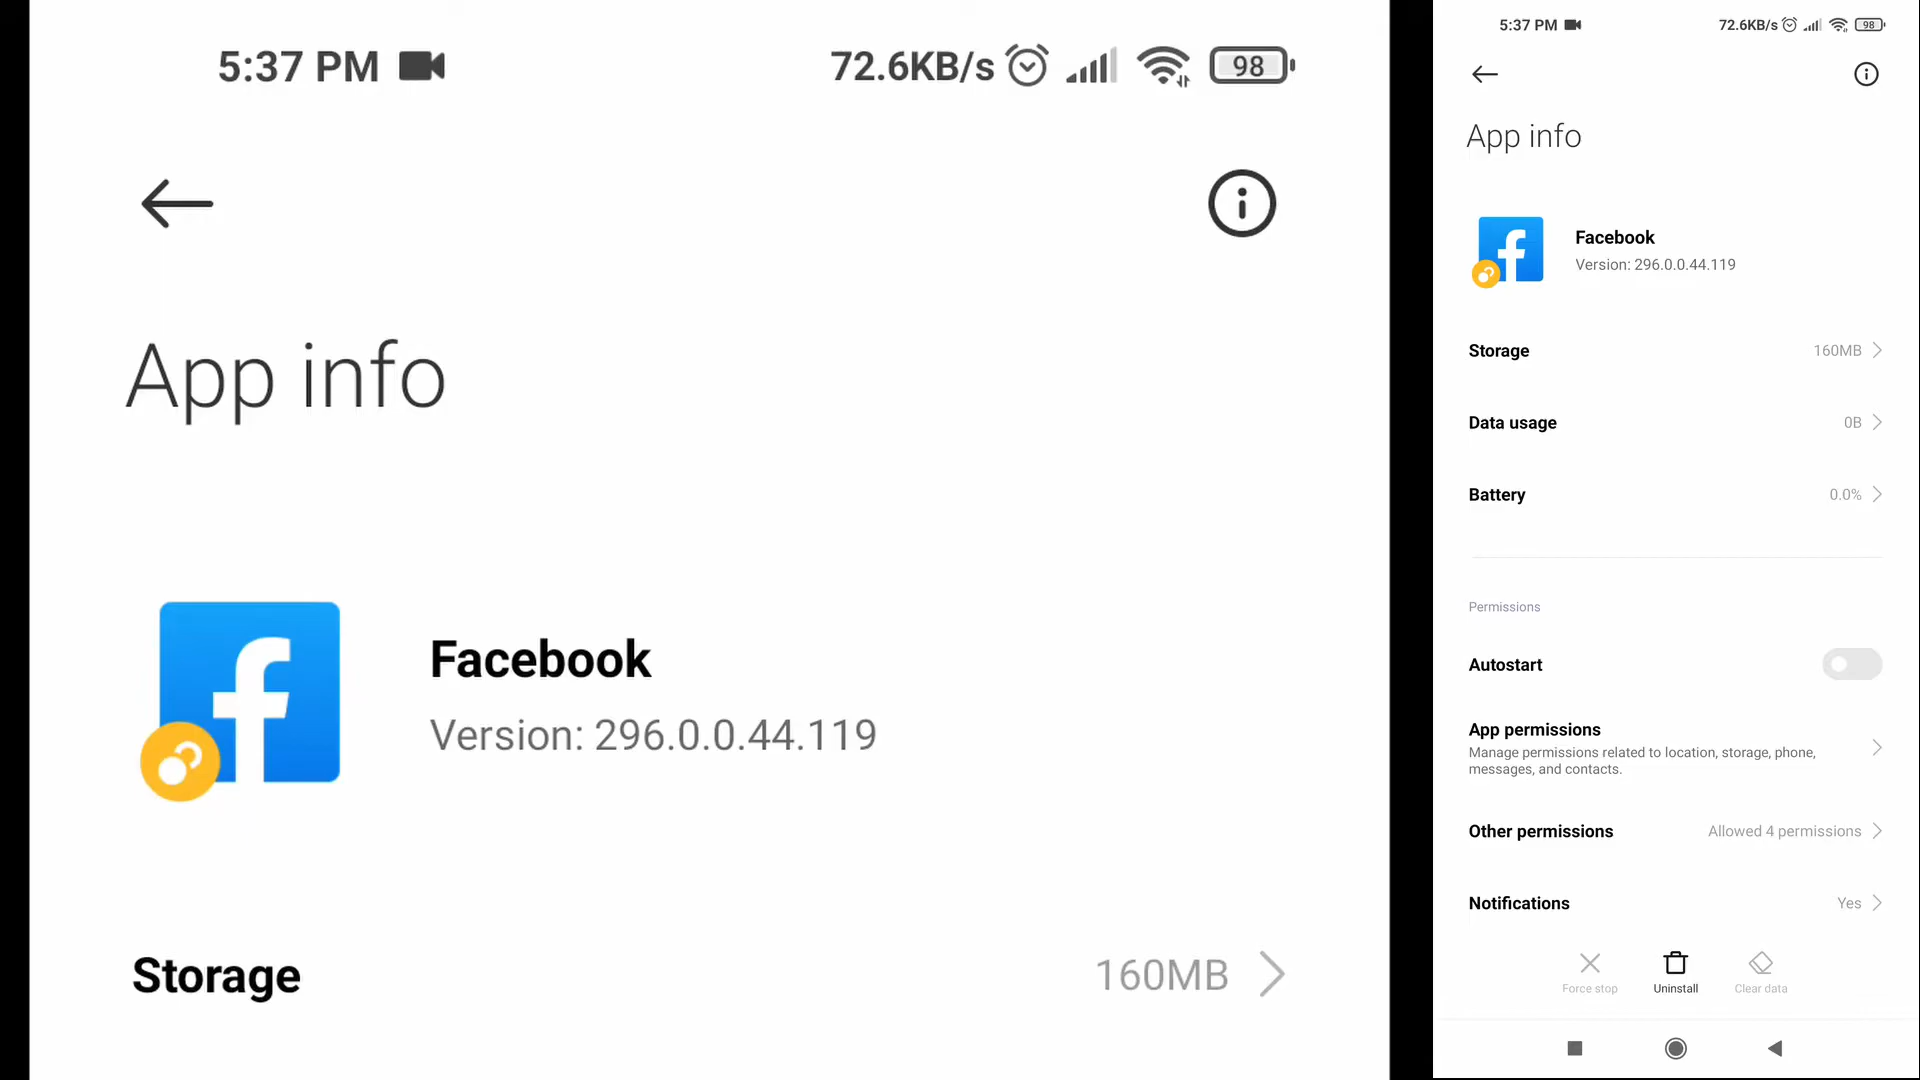 5:37 PM
72.6KB/s
98
App info
Facebook
Version: 296.0.0.44.119
Storage
160MB
5:37 PM
72.6KB/s
98
App info
Facebook
Version: 296.0.0.44.119
Storage
160MB
Data usage
0B
Battery
0.0%
Permissions
Autostart
App permissions
Manage permissions related to location, storage, phone,
messages, and contacts.
Other permissions
Allowed 4 permissions
Notifications
Yes
Force stop
Uninstall
Clear data